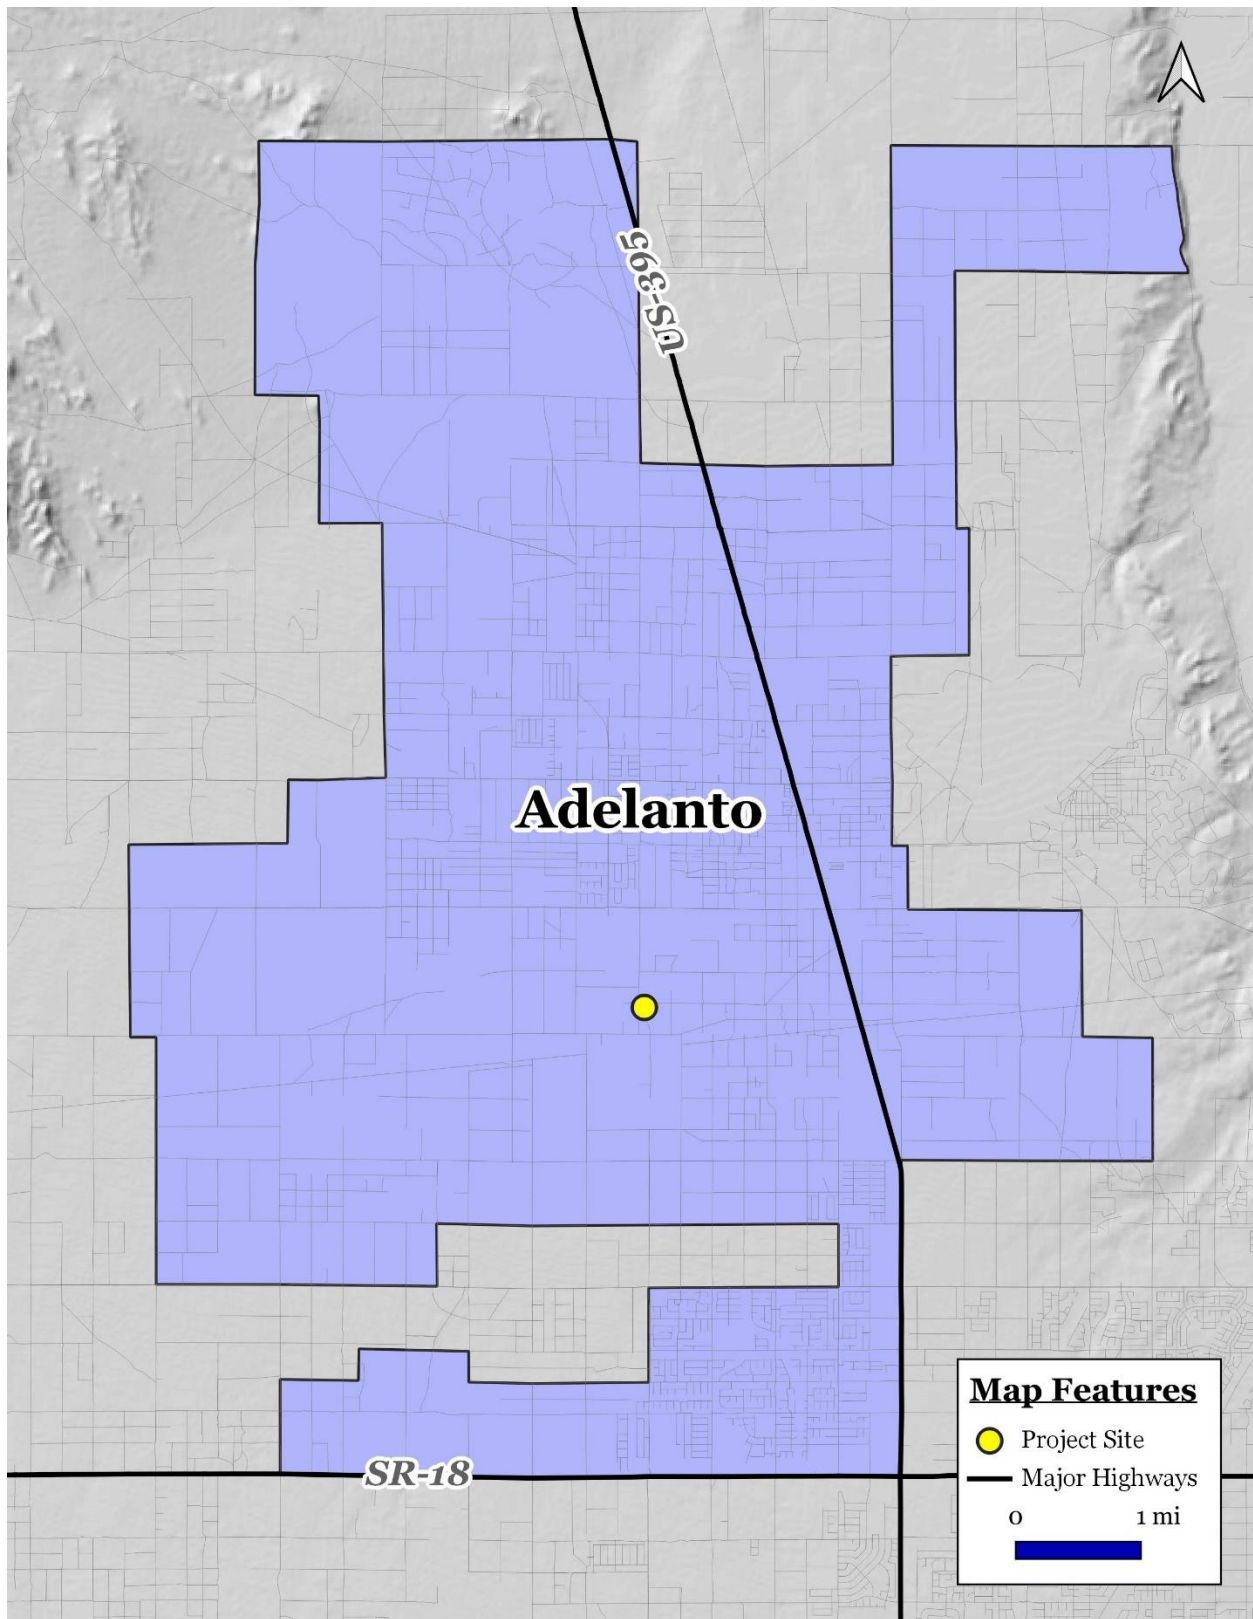 US-395
Adelanto
SR-18
Map Features
Project Site
Major Highways
0 1 mi